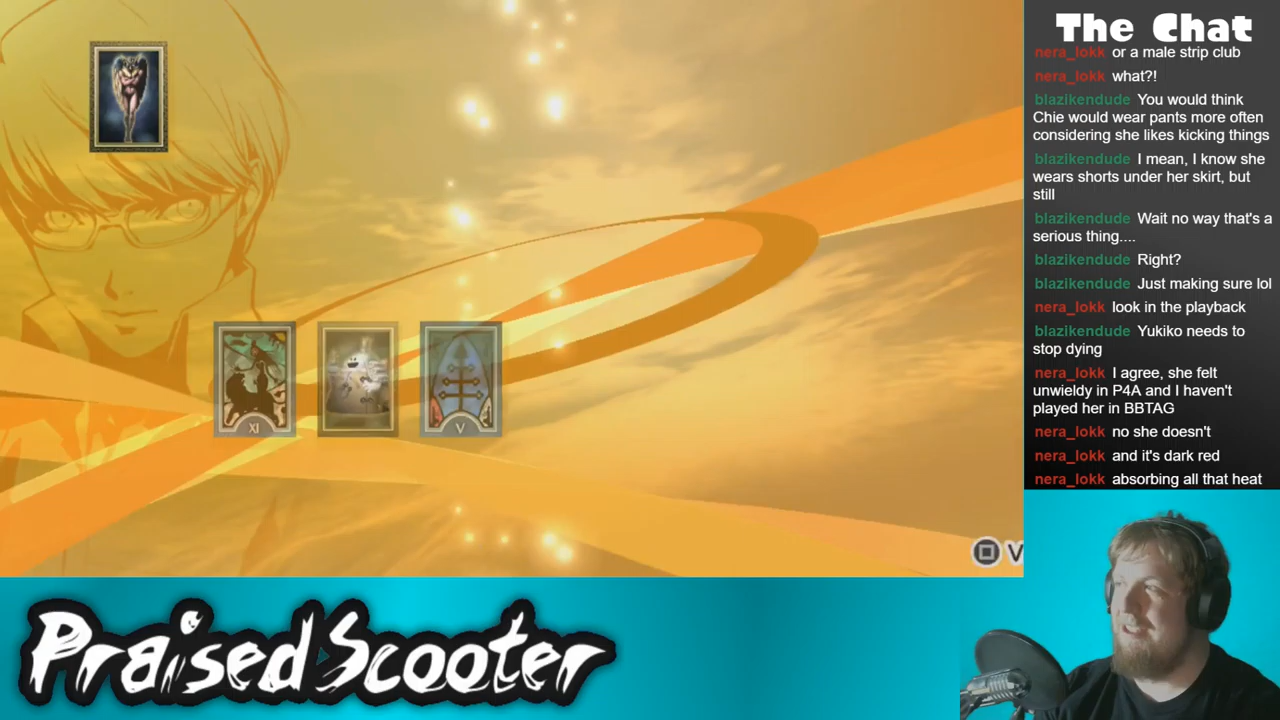 The Chat
nera_lokk or a male strip club
nera_lokk what?!
blazikendude You would think
Chie would wear pants more often
considering she likes kicking things
blazikendude I mean, I know she
wears shorts under her skirt, but
still
blazikendude Wait no way that's a
serious thing....
blazikendude Right?
blazikendude Just making sure lol
nera_lokk look in the playback
blazikendude Yukiko needs to
stop dying
nera_lokk I agree, she felt
unwieldy in P4A and I haven't
played her in BBTAG
nera_lokk no she doesn't
nera_lokk and it's dark red
nera_lokk absorbing all that heat
XI
V
V
PraisedScooter